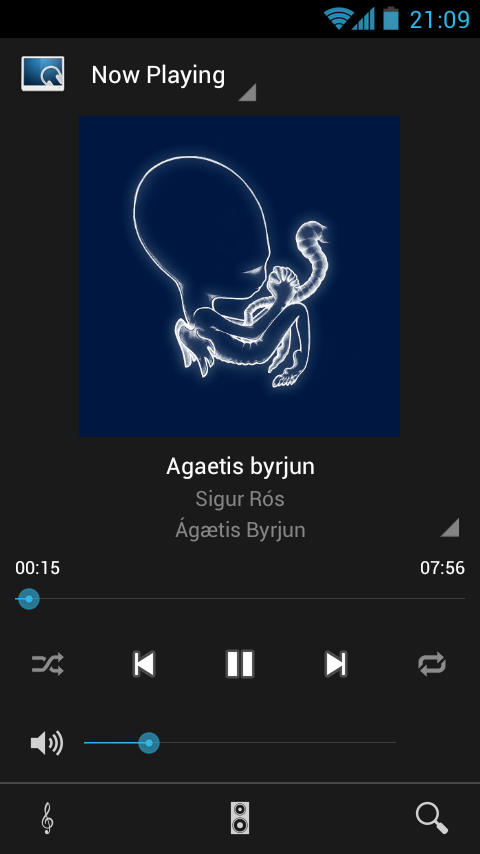 21:09
Now Playing
Agaetis byrjun
Sigur Rós
Ágætis Byrjun
00:15 07:56